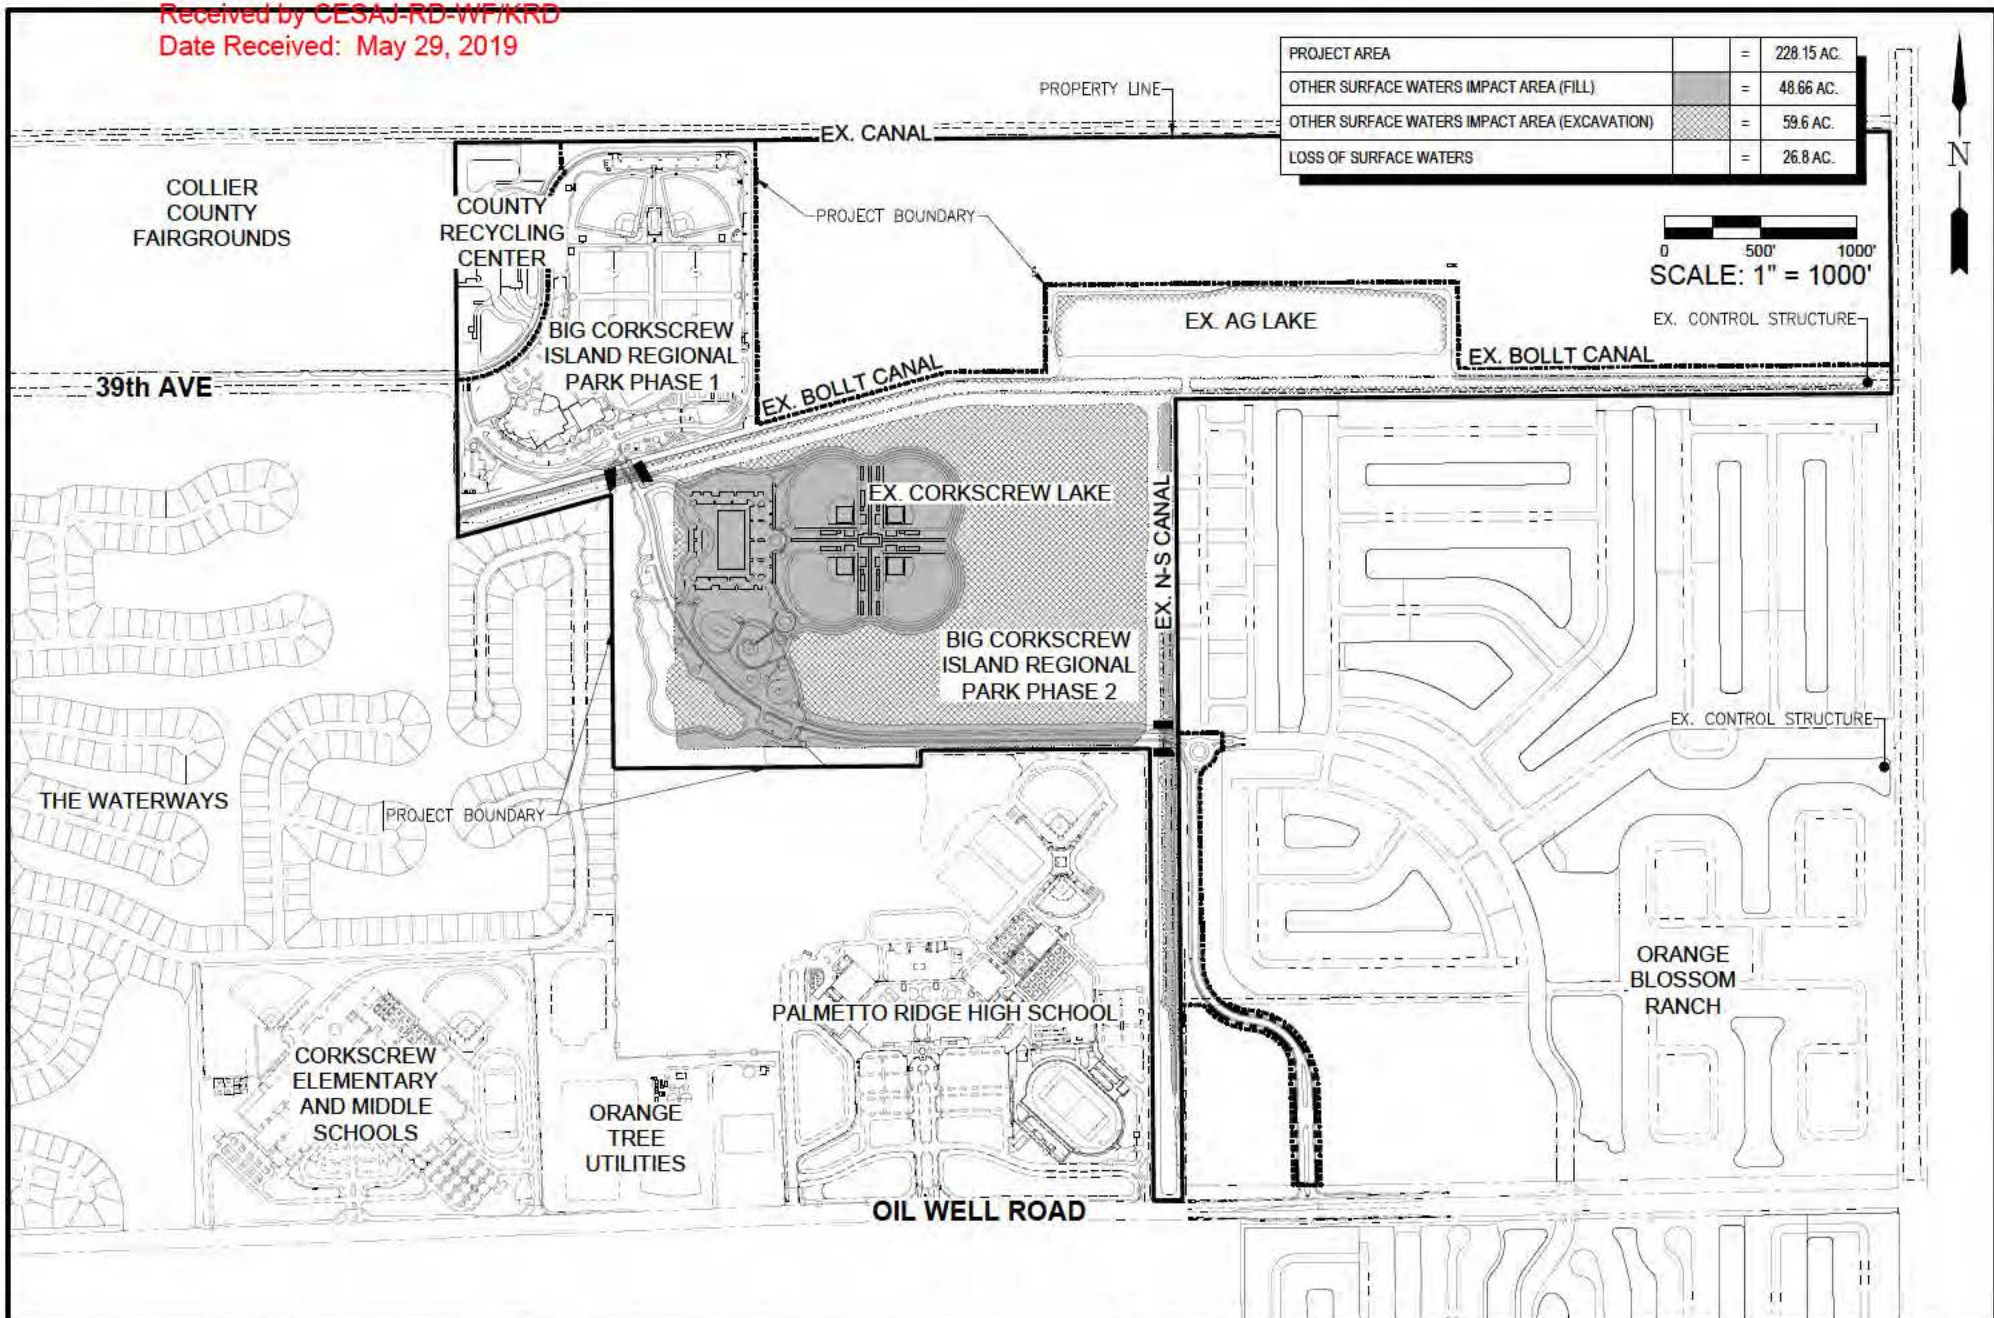 Received by CESAJ-RD-WF/KRD
Date Received: May 29, 2019
PROJECT AREA = 228.15 AC.
OTHER SURFACE WATERS IMPACT AREA (FILL) = 48.66 AC.
OTHER SURFACE WATERS IMPACT AREA (EXCAVATION) = 59.6 AC.
LOSS OF SURFACE WATERS = 26.8 AC.
PROPERTY LINE
EX. CANAL
N
COLLIER
COUNTY
FAIRGROUNDS
COUNTY
RECYCLING
CENTER
PROJECT BOUNDARY
0 500' 1000'
SCALE: 1" = 1000'
EX. CONTROL STRUCTURE
BIG CORKSCREW
ISLAND REGIONAL
PARK PHASE 1
EX. AG LAKE
EX. BOLLT CANAL
EX. BOLLT CANAL
39th AVE
EX. CORKSCREW LAKE
EX. N-S CANAL
BIG CORKSCREW
ISLAND REGIONAL
PARK PHASE 2
EX. CONTROL STRUCTURE
THE WATERWAYS
PROJECT BOUNDARY
ORANGE
BLOSSOM
RANCH
PALMETTO RIDGE HIGH SCHOOL
CORKSCREW
ELEMENTARY
AND MIDDLE
SCHOOLS
ORANGE
TREE
UTILITIES
OIL WELL ROAD